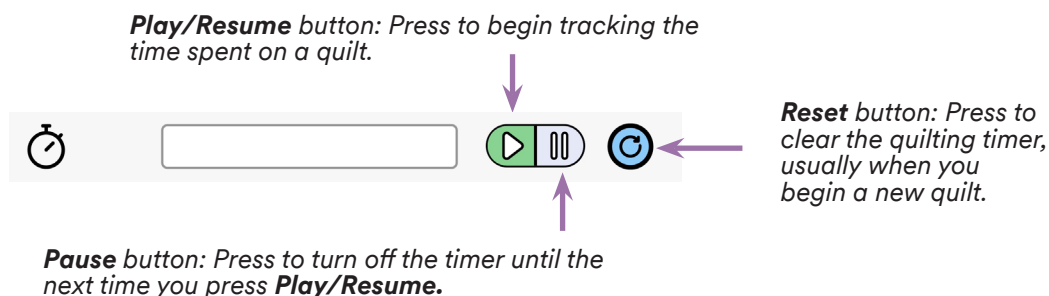 Play/Resume button: Press to begin tracking the
time spent on a quilt.
Reset button: Press to
clear the quilting timer,
usually when you
begin a new quilt.
Pause button: Press to turn off the timer until the
next time you press Play/Resume.